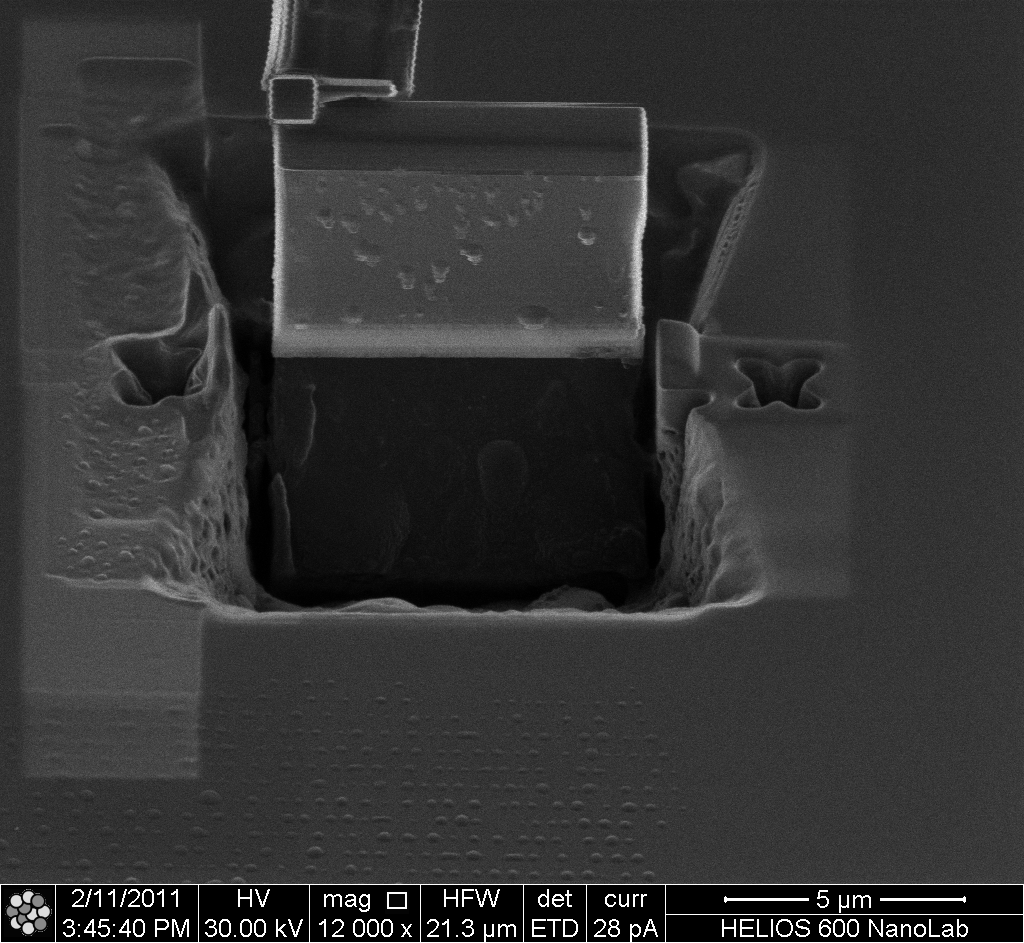 2/11/2011 HV mag HFW det curr 5 µm
3:45:40 PM 30.00 kV 12 000 x 21.3 µm ETD 28 pA HELIOS 600 NanoLab